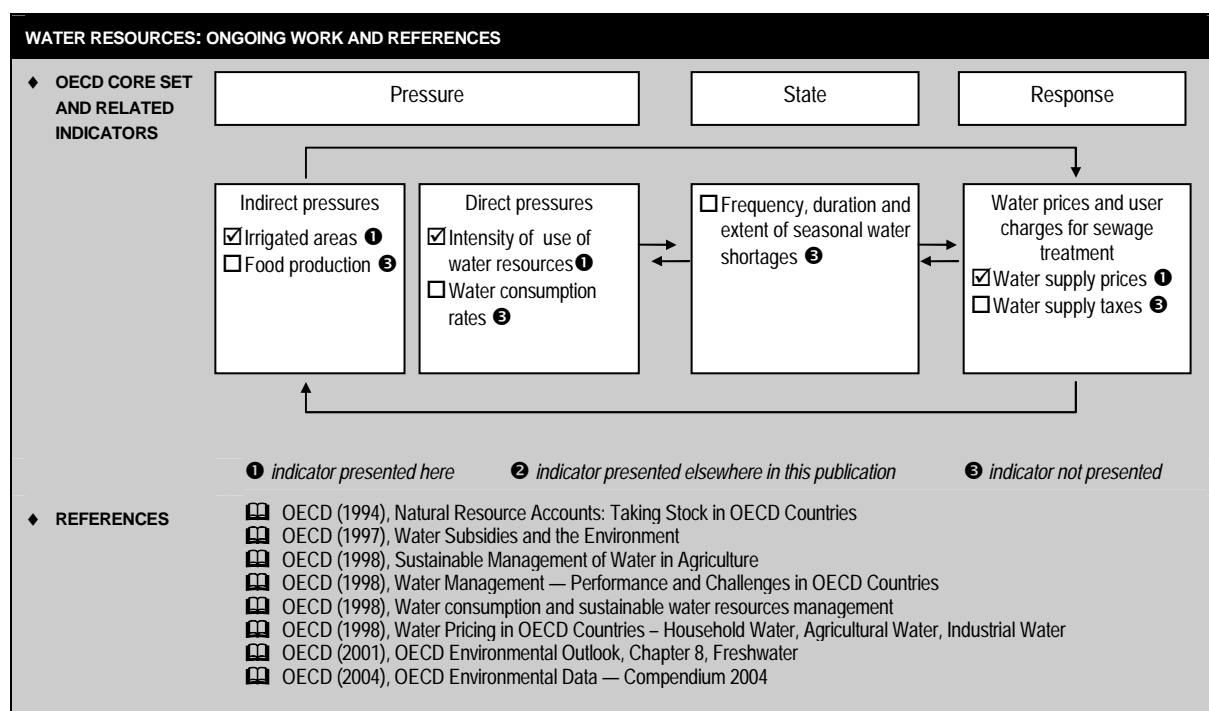 WATER RESOURCES: ONGOING WORK AND REFERENCES
♦ OECD CORE SET
AND RELATED
INDICATORS
Pressure
State
Response
Indirect pressures
☑ Irrigated areas ❶
☐ Food production ❸
Direct pressures
☑ Intensity of use of
water resources ❶
☐ Water consumption
rates ❸
☐ Frequency, duration and
extent of seasonal water
shortages ❸
Water prices and user
charges for sewage
treatment
☑ Water supply prices ❶
☐ Water supply taxes ❸
❶ indicator presented here ❷ indicator presented elsewhere in this publication ❸ indicator not presented
♦ REFERENCES
OECD (1994), Natural Resource Accounts: Taking Stock in OECD Countries
OECD (1997), Water Subsidies and the Environment
OECD (1998), Sustainable Management of Water in Agriculture
OECD (1998), Water Management — Performance and Challenges in OECD Countries
OECD (1998), Water consumption and sustainable water resources management
OECD (1998), Water Pricing in OECD Countries – Household Water, Agricultural Water, Industrial Water
OECD (2001), OECD Environmental Outlook, Chapter 8, Freshwater
OECD (2004), OECD Environmental Data — Compendium 2004